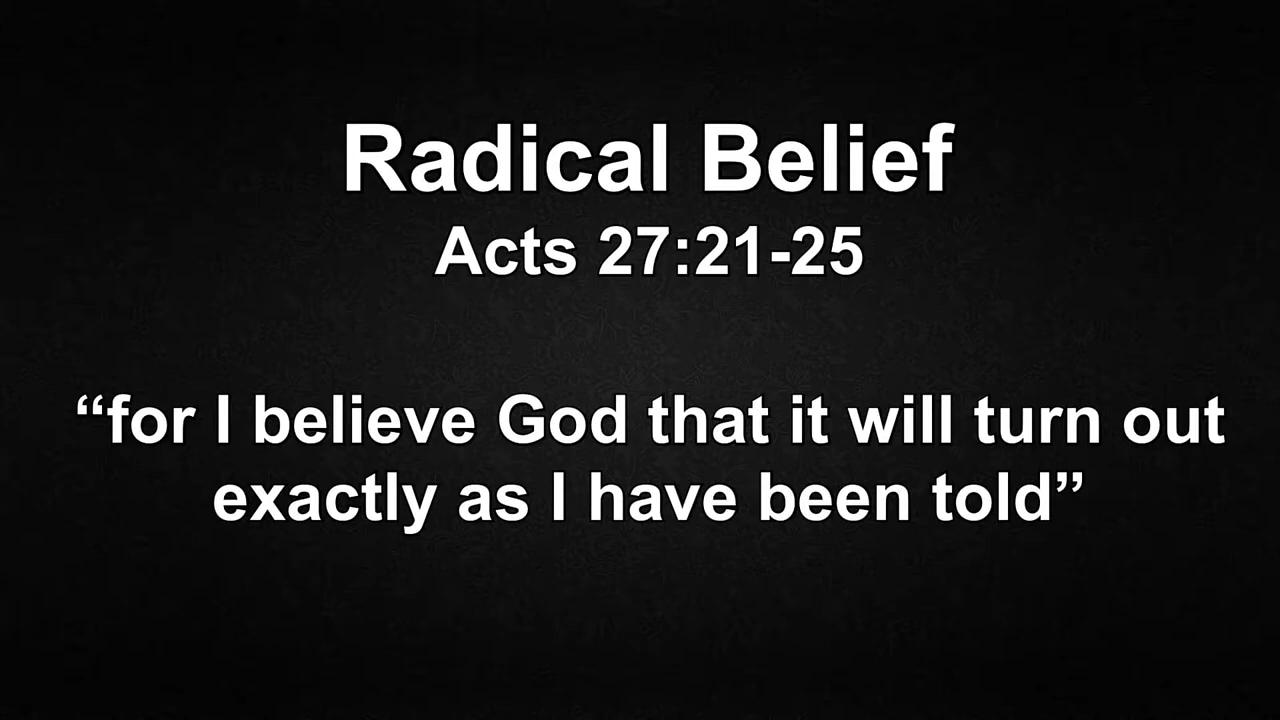 Radical Belief
Acts 27:21-25
“for I believe God that it will turn out
exactly as I have been told”